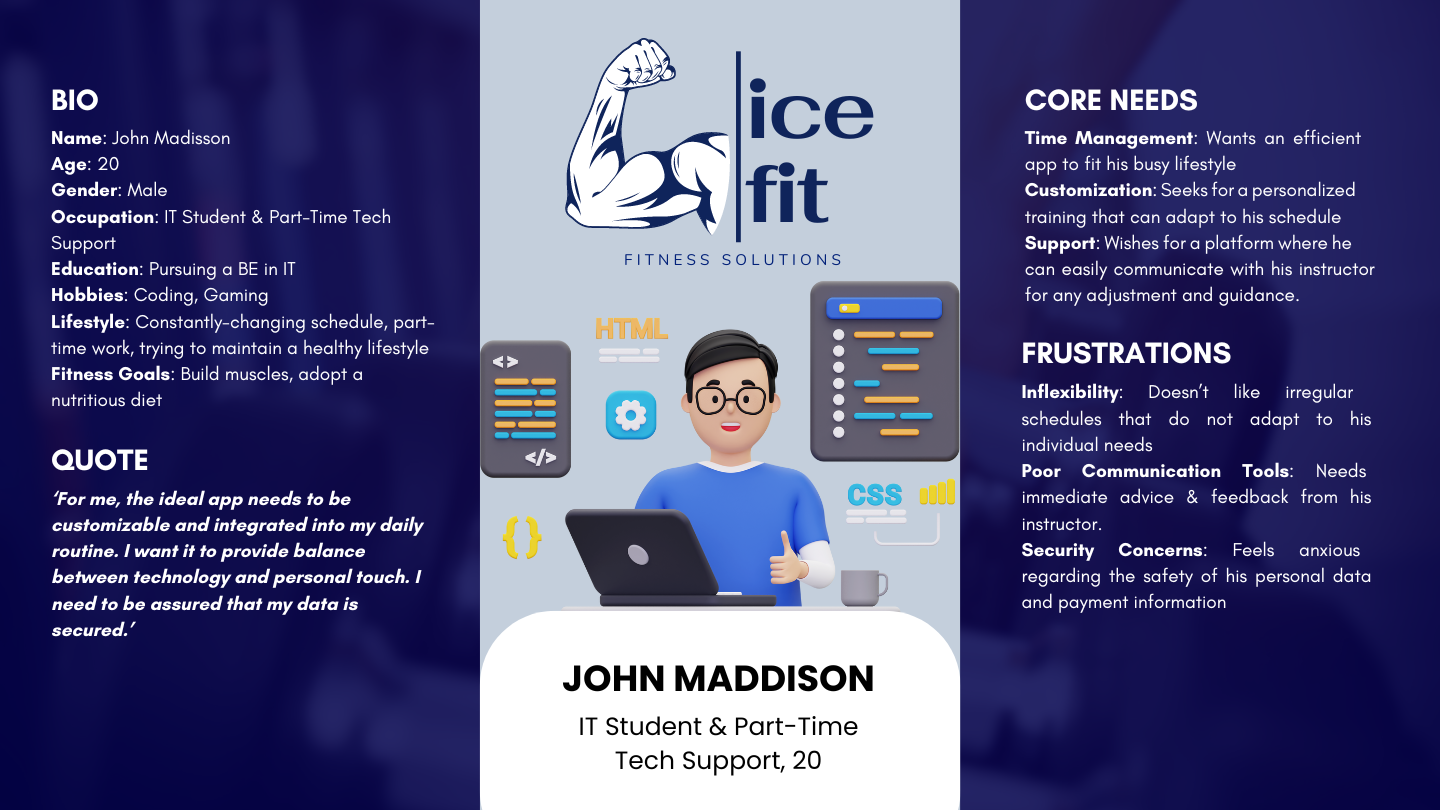 BIO
Name: John Madisson
Age: 20
Gender: Male
Occupation: IT Student & Part-Time Tech
Support
Education: Pursuing a BE in IT
Hobbies: Coding, Gaming
Lifestyle: Constantly-changing schedule, part-
time work, trying to maintain a healthy lifestyle
Fitness Goals: Build muscles, adopt a
nutritious diet
QUOTE
‘For me, the ideal app needs to be
customizable and integrated into my daily
routine. I want it to provide balance
between technology and personal touch. I
need to be assured that my data is
secured.’
ice
fit
FITNESS SOLUTIONS
HTML
<>
</>
CSS
{ }
JOHN MADDISON
IT Student & Part-Time
Tech Support, 20
CORE NEEDS
Time Management: Wants an efficient
app to fit his busy lifestyle
Customization: Seeks for a personalized
training that can adapt to his schedule
Support: Wishes for a platform where he
can easily communicate with his instructor
for any adjustment and guidance.
FRUSTRATIONS
Inflexibility: Doesn’t like irregular
schedules that do not adapt to his
individual needs
Poor Communication Tools: Needs
immediate advice & feedback from his
instructor.
Security Concerns: Feels anxious
regarding the safety of his personal data
and payment information